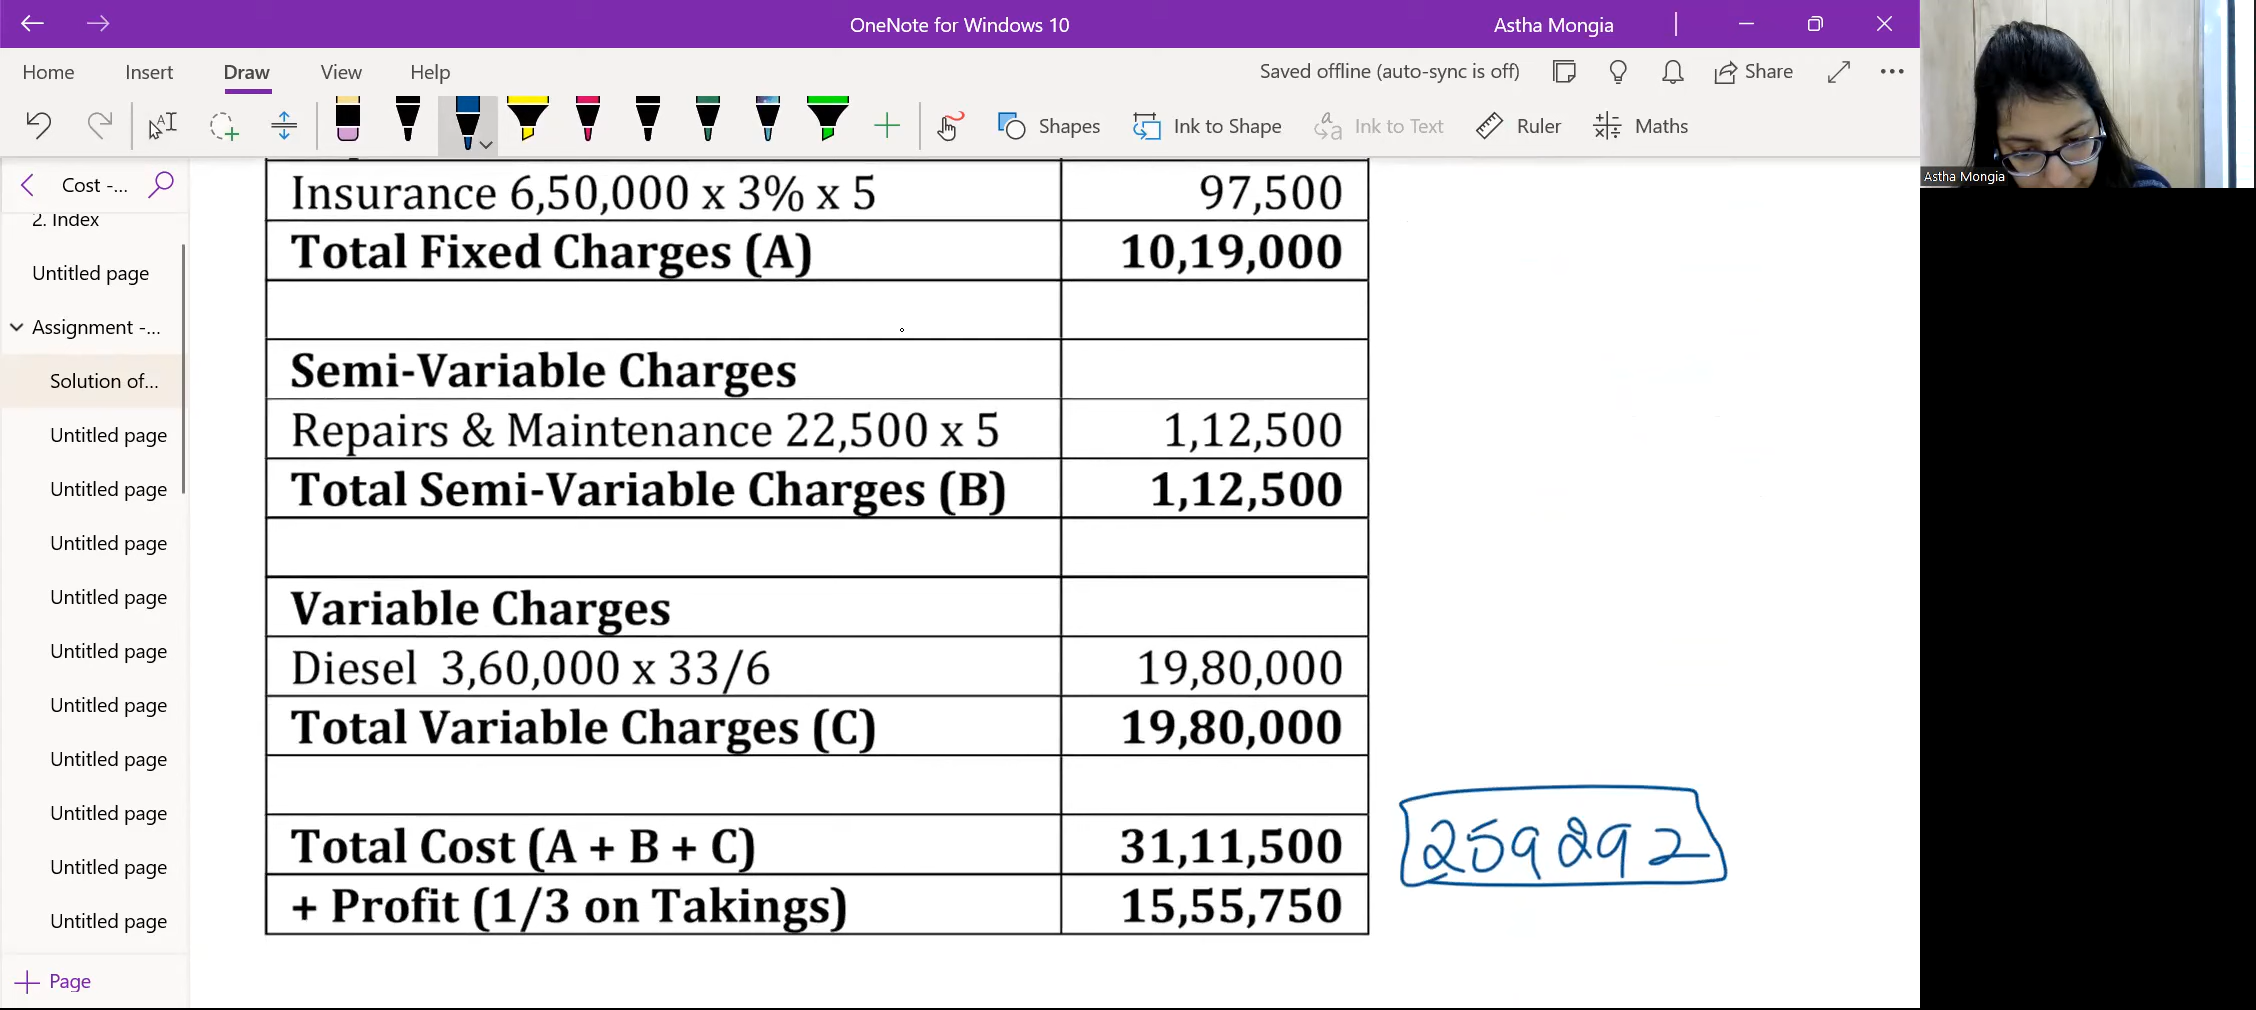 OneNote for Windows 10
Astha Mongia
Home Insert Draw View Help
Saved offline (auto-sync is off)
Share
Shapes
Ink to Shape
Ink to Text
Ruler
Maths
Cost -...
2. Index
Untitled page
Assignment -...
Solution of...
Untitled page
Untitled page
Untitled page
Untitled page
Untitled page
Untitled page
Untitled page
Untitled page
Untitled page
Untitled page
Page
Insurance 6,50,000 x 3% x 5 97,500
Total Fixed Charges (A) 10,19,000
Semi-Variable Charges
Repairs & Maintenance 22,500 x 5 1,12,500
Total Semi-Variable Charges (B) 1,12,500
Variable Charges
Diesel 3,60,000 x 33/6 19,80,000
Total Variable Charges (C) 19,80,000
Total Cost (A + B + C) 31,11,500
259292
+ Profit (1/3 on Takings) 15,55,750
Astha Mongia